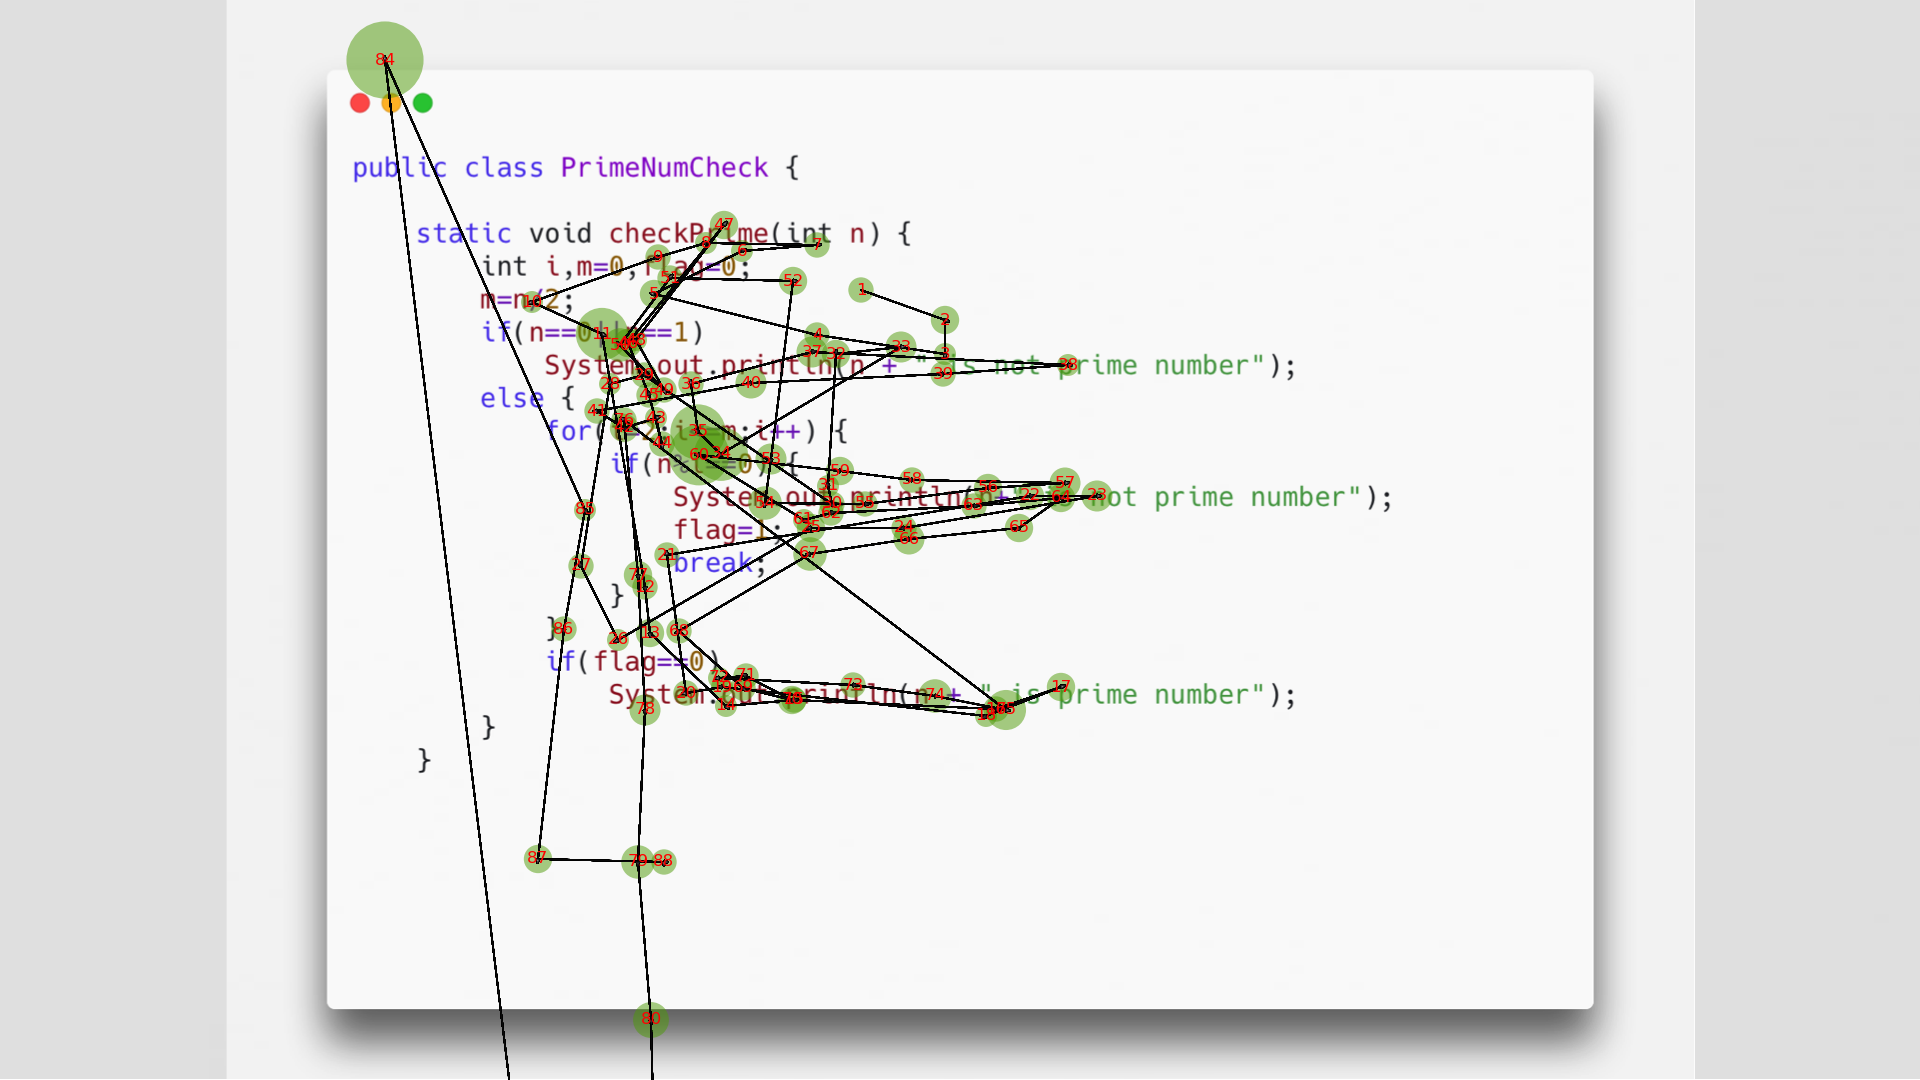 public class PrimeNumCheck {
static void checkPrime(int n) {
int i,m=0,flag=0;
m=n/2;
if(n==0||n==1)
System.out.println(n + " is not prime number");
else {
for(i=2;i<=m;i++) {
if(n%i==0) {
System.out.println(n+" is not prime number");
flag=1;
break;
}
}
if(flag==0)
System.out.println(n + " is prime number");
}
}